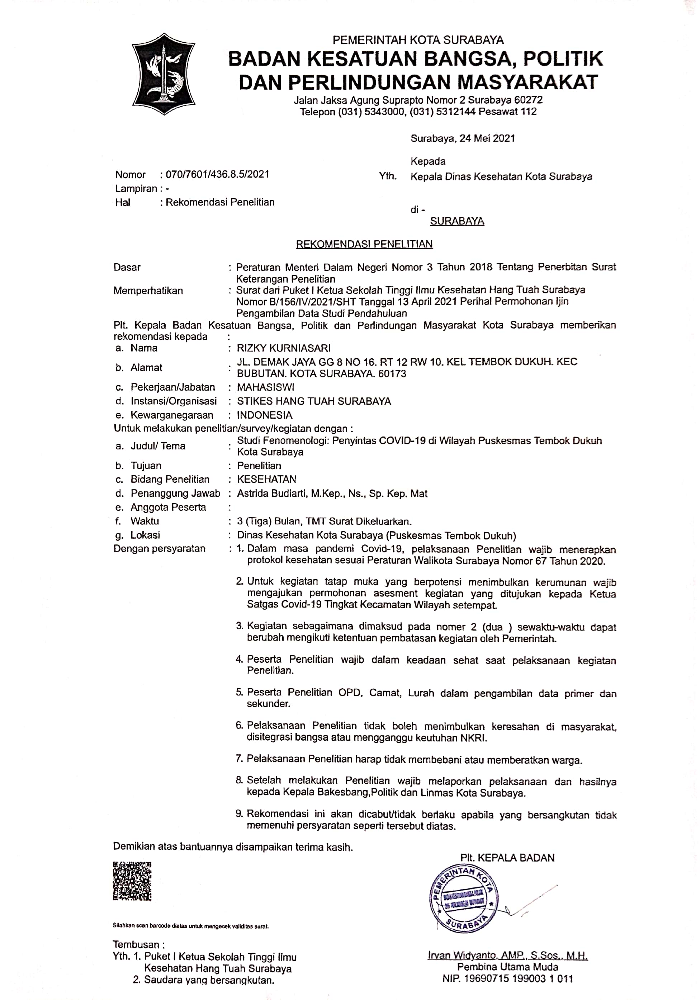 PEMERINTAH KOTA SURABAYA
BADAN KESATUAN BANGSA, POLITIK
DAN PERLINDUNGAN MASYARAKAT
Jalan Jaksa Agung Suprapto Nomor 2 Surabaya 60272
Telepon (031) 5343000, (031) 5312144 Pesawat 112
Surabaya, 24 Mei 2021
Kepada
Nomor : 070/7601/436.8.5/2021
Yth. Kepala Dinas Kesehatan Kota Surabaya
Lampiran : -
Hal : Rekomendasi Penelitian
di -
SURABAYA
REKOMENDASI PENELITIAN
Dasar : Peraturan Menteri Dalam Negeri Nomor 3 Tahun 2018 Tentang Penerbitan Surat
Keterangan Penelitian
Memperhatikan : Surat dari Puket I Ketua Sekolah Tinggi Ilmu Kesehatan Hang Tuah Surabaya
Nomor B/156/IV/2021/SHT Tanggal 13 April 2021 Perihal Permohonan Ijin
Pengambilan Data Studi Pendahuluan
Plt. Kepala Badan Kesatuan Bangsa, Politik dan Perlindungan Masyarakat Kota Surabaya memberikan
rekomendasi kepada :
a. Nama : RIZKY KURNIASARI
b. Alamat : JL. DEMAK JAYA GG 8 NO 16. RT 12 RW 10. KEL TEMBOK DUKUH. KEC
BUBUTAN. KOTA SURABAYA. 60173
c. Pekerjaan/Jabatan : MAHASISWI
d. Instansi/Organisasi : STIKES HANG TUAH SURABAYA
e. Kewarganegaraan : INDONESIA
Untuk melakukan penelitian/survey/kegiatan dengan :
a. Judul/ Tema : Studi Fenomenologi: Penyintas COVID-19 di Wilayah Puskesmas Tembok Dukuh
Kota Surabaya
b. Tujuan : Penelitian
c. Bidang Penelitian : KESEHATAN
d. Penanggung Jawab : Astrida Budiarti, M.Kep., Ns., Sp. Kep. Mat
e. Anggota Peserta :
f. Waktu : 3 (Tiga) Bulan, TMT Surat Dikeluarkan.
g. Lokasi : Dinas Kesehatan Kota Surabaya (Puskesmas Tembok Dukuh)
Dengan persyaratan : 1. Dalam masa pandemi Covid-19, pelaksanaan Penelitian wajib menerapkan
protokol kesehatan sesuai Peraturan Walikota Surabaya Nomor 67 Tahun 2020.
2. Untuk kegiatan tatap muka yang berpotensi menimbulkan kerumunan wajib
mengajukan permohonan asesment kegiatan yang ditujukan kepada Ketua
Satgas Covid-19 Tingkat Kecamatan Wilayah setempat.
3. Kegiatan sebagaimana dimaksud pada nomer 2 (dua ) sewaktu-waktu dapat
berubah mengikuti ketentuan pembatasan kegiatan oleh Pemerintah.
4. Peserta Penelitian wajib dalam keadaan sehat saat pelaksanaan kegiatan
Penelitian.
5. Peserta Penelitian OPD, Camat, Lurah dalam pengambilan data primer dan
sekunder.
6. Pelaksanaan Penelitian tidak boleh menimbulkan keresahan di masyarakat,
disitegrasi bangsa atau mengganggu keutuhan NKRI.
7. Pelaksanaan Penelitian harap tidak membebani atau memberatkan warga.
8. Setelah melakukan Penelitian wajib melaporkan pelaksanaan dan hasilnya
kepada Kepala Bakesbang,Politik dan Linmas Kota Surabaya.
9. Rekomendasi ini akan dicabut/tidak berlaku apabila yang bersangkutan tidak
memenuhi persyaratan seperti tersebut diatas.
Demikian atas bantuannya disampaikan terima kasih.
Plt. KEPALA BADAN
PEMERINTAH KOTA
BADAN KESATUAN BANGSA, POLITIK
DAN PERLINDUNGAN MASYARAKAT
SURABAYA
Silahkan scan barcode diatas untuk mengecek validitas surat.
Tembusan :
Yth. 1. Puket I Ketua Sekolah Tinggi Ilmu
Kesehatan Hang Tuah Surabaya
2. Saudara yang bersangkutan.
Irvan Widyanto, AMP., S.Sos., M.H.
Pembina Utama Muda
NIP. 19690715 199003 1 011